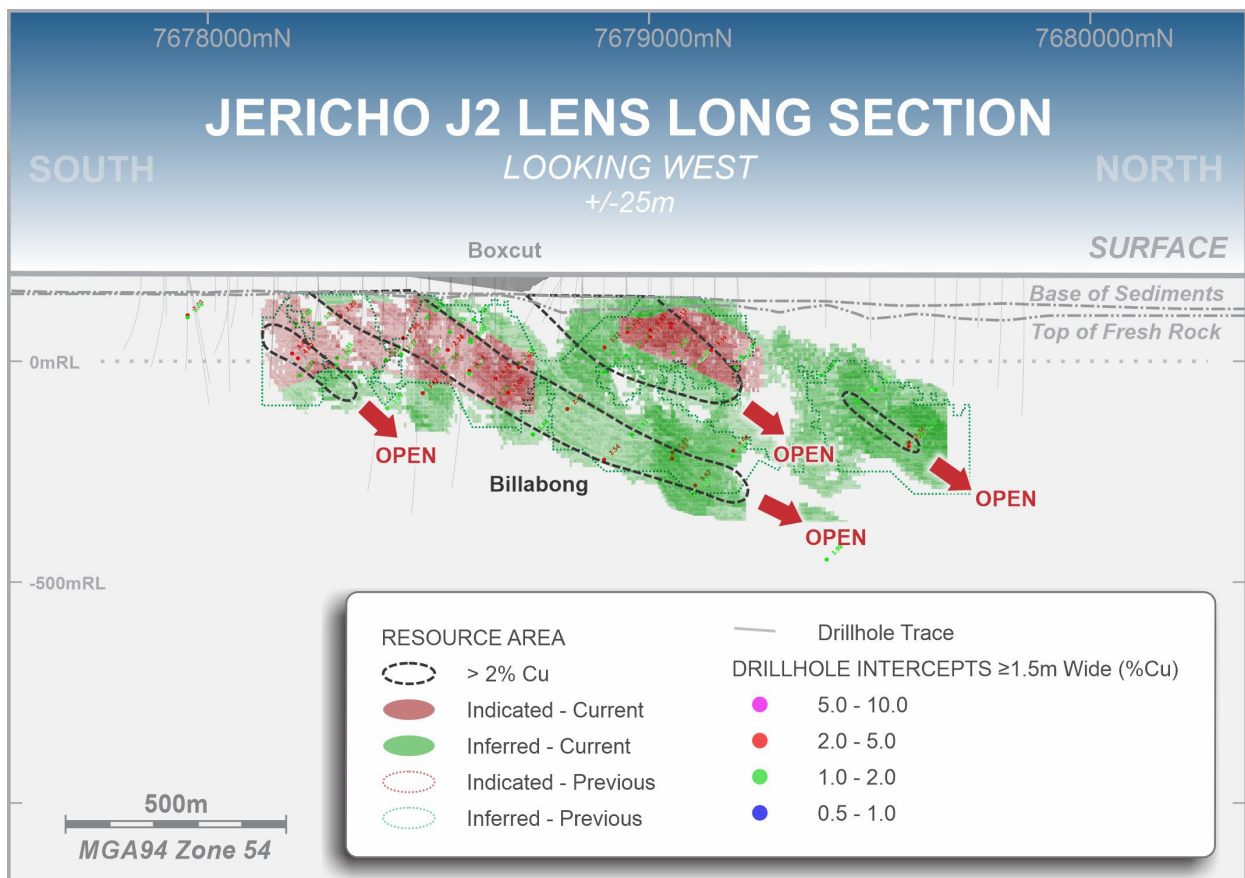 7678000mN 7679000mN 7680000mN
JERICHO J2 LENS LONG SECTION
SOUTH LOOKING WEST NORTH
+/-25m
Boxcut SURFACE
Base of Sediments
Top of Fresh Rock
0mRL
OPEN OPEN
Billabong OPEN
OPEN
-500mRL
RESOURCE AREA
> 2% Cu
Indicated - Current
Inferred - Current
Indicated - Previous
Inferred - Previous
Drillhole Trace
DRILLHOLE INTERCEPTS ≥1.5m Wide (%Cu)
5.0 - 10.0
2.0 - 5.0
1.0 - 2.0
0.5 - 1.0
500m
MGA94 Zone 54